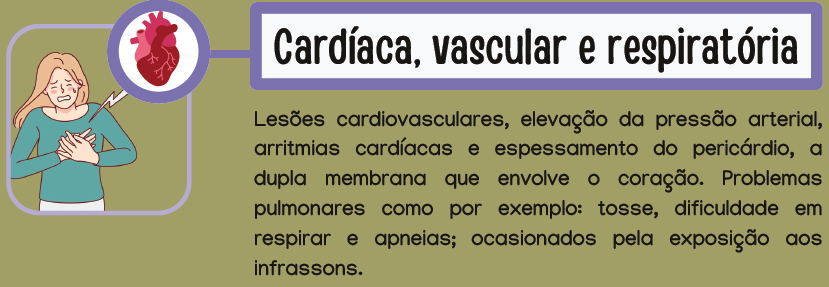 Cardíaca, vascular e respiratória
Lesões cardiovasculares, elevação da pressão arterial,
arritmias cardíacas e espessamento do pericárdio, a
dupla membrana que envolve o coração. Problemas
pulmonares como por exemplo: tosse, dificuldade em
respirar e apneias; ocasionados pela exposição aos
infrassons.